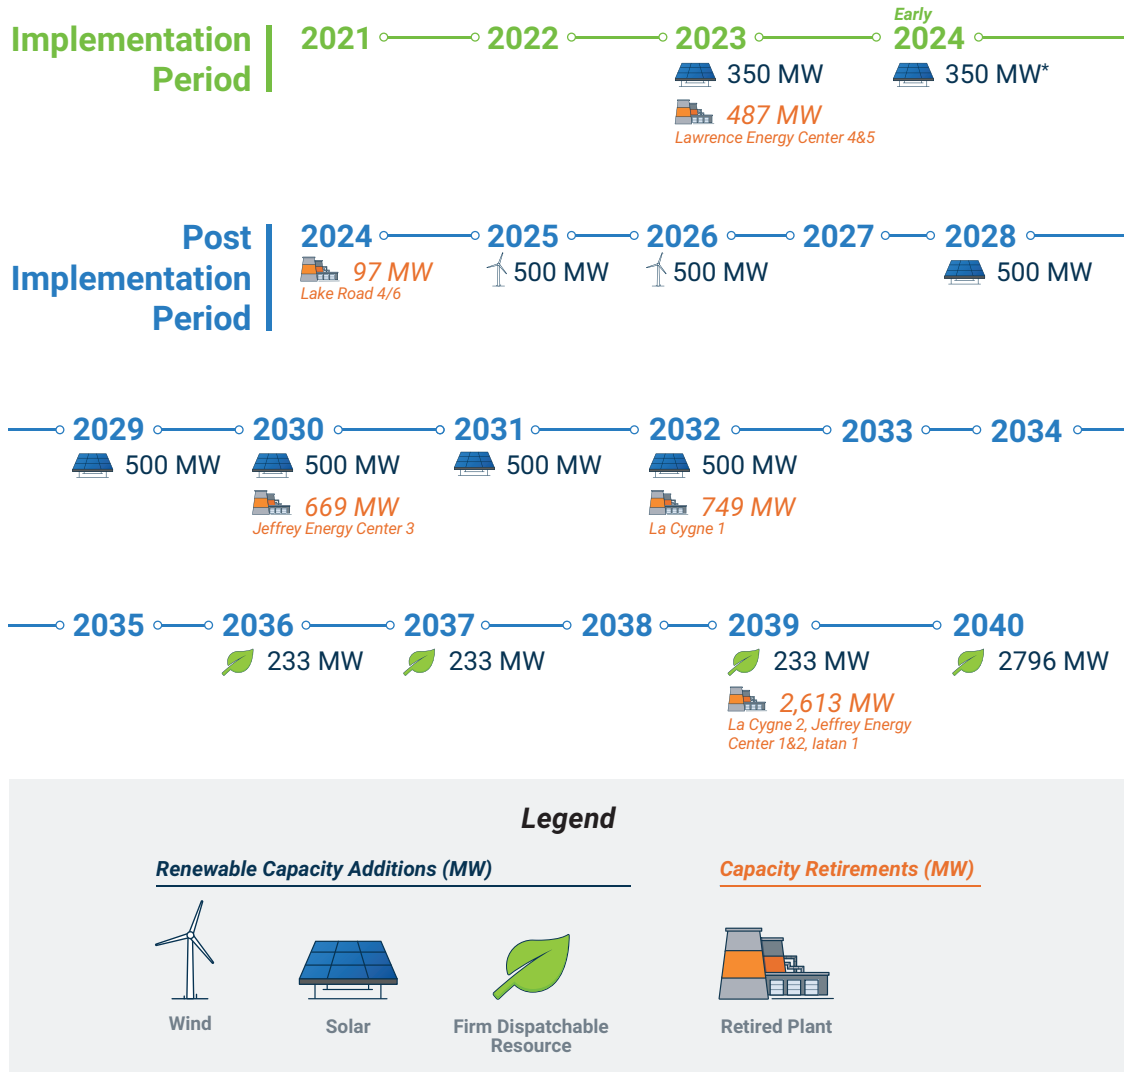 Implementation
Period
2021
2022
2023
Early
2024
350 MW
350 MW*
487 MW
Lawrence Energy Center 4&5
Post
Implementation
Period
2024
2025
2026
2027
2028
97 MW
Lake Road 4/6
500 MW
500 MW
500 MW
2029
2030
2031
2032
2033
2034
500 MW
500 MW
500 MW
500 MW
669 MW
Jeffrey Energy Center 3
749 MW
La Cygne 1
2035
2036
2037
2038
2039
2040
233 MW
233 MW
233 MW
2796 MW
2,613 MW
La Cygne 2, Jeffrey Energy
Center 1&2, Iatan 1
Legend
Renewable Capacity Additions (MW)
Capacity Retirements (MW)
Wind
Solar
Firm Dispatchable
Resource
Retired Plant